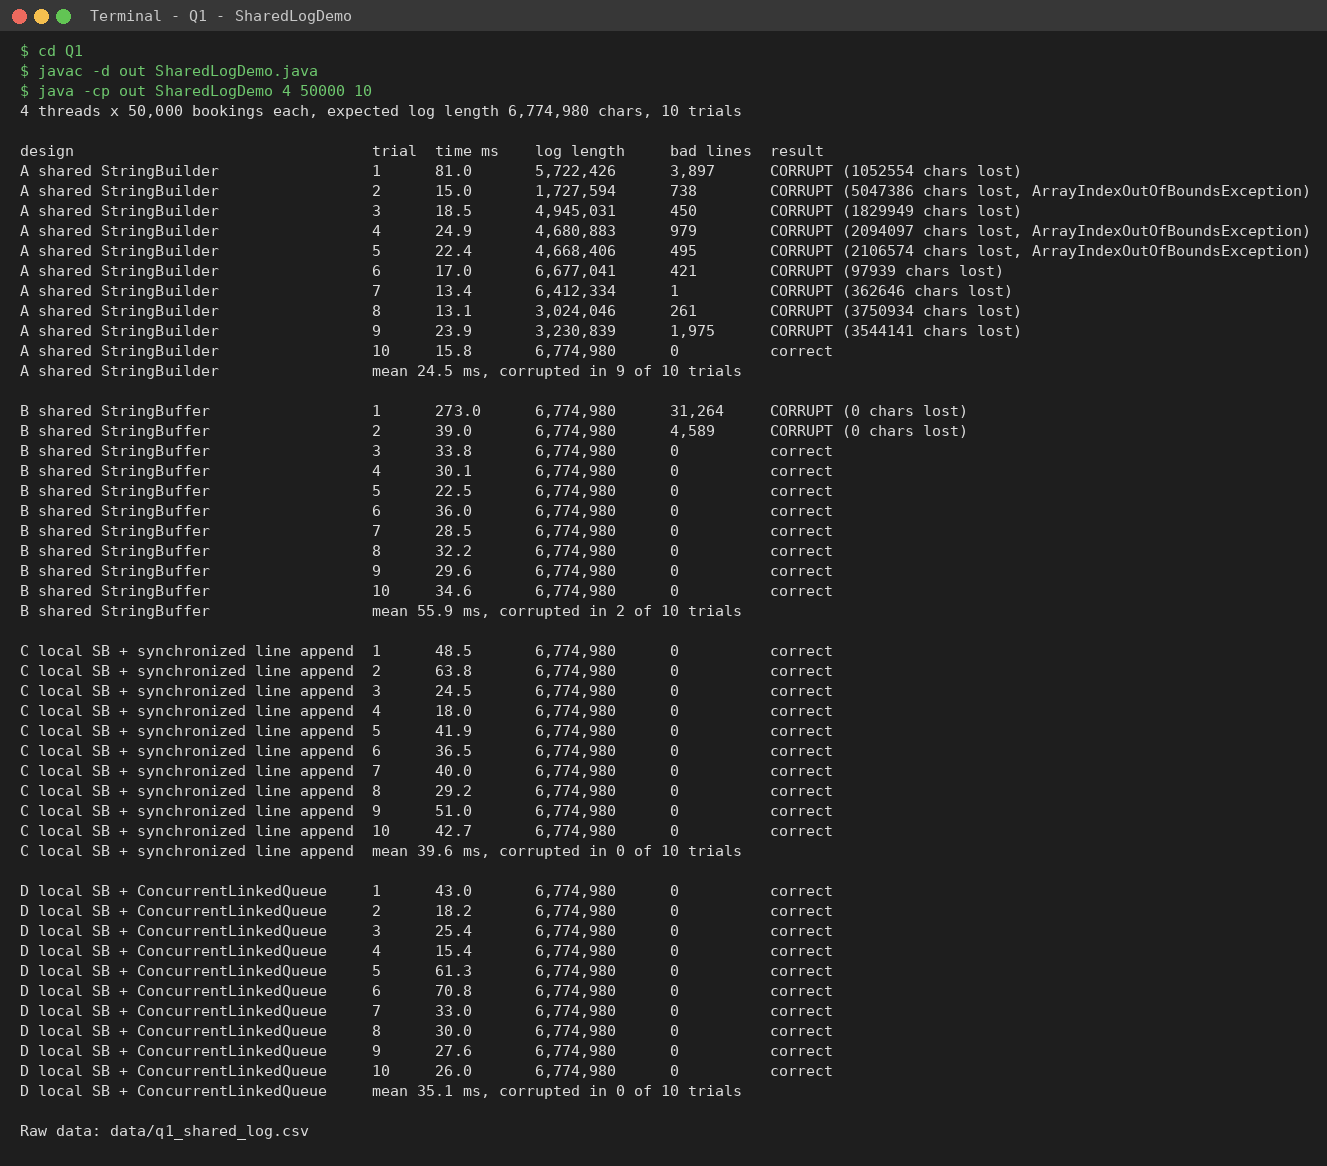 Terminal - Q1 - SharedLogDemo
$ cd Q1
$ javac -d out SharedLogDemo.java
$ java -cp out SharedLogDemo 4 50000 10
4 threads x 50,000 bookings each, expected log length 6,774,980 chars, 10 trials
design trial time ms log length bad lines result
A shared StringBuilder 1 81.0 5,722,426 3,897 CORRUPT (1052554 chars lost)
A shared StringBuilder 2 15.0 1,727,594 738 CORRUPT (5047386 chars lost, ArrayIndexOutOfBoundsException)
A shared StringBuilder 3 18.5 4,945,031 450 CORRUPT (1829949 chars lost)
A shared StringBuilder 4 24.9 4,680,883 979 CORRUPT (2094097 chars lost, ArrayIndexOutOfBoundsException)
A shared StringBuilder 5 22.4 4,668,406 495 CORRUPT (2106574 chars lost, ArrayIndexOutOfBoundsException)
A shared StringBuilder 6 17.0 6,677,041 421 CORRUPT (97939 chars lost)
A shared StringBuilder 7 13.4 6,412,334 1 CORRUPT (362646 chars lost)
A shared StringBuilder 8 13.1 3,024,046 261 CORRUPT (3750934 chars lost)
A shared StringBuilder 9 23.9 3,230,839 1,975 CORRUPT (3544141 chars lost)
A shared StringBuilder 10 15.8 6,774,980 0 correct
A shared StringBuilder mean 24.5 ms, corrupted in 9 of 10 trials
B shared StringBuffer 1 273.0 6,774,980 31,264 CORRUPT (0 chars lost)
B shared StringBuffer 2 39.0 6,774,980 4,589 CORRUPT (0 chars lost)
B shared StringBuffer 3 33.8 6,774,980 0 correct
B shared StringBuffer 4 30.1 6,774,980 0 correct
B shared StringBuffer 5 22.5 6,774,980 0 correct
B shared StringBuffer 6 36.0 6,774,980 0 correct
B shared StringBuffer 7 28.5 6,774,980 0 correct
B shared StringBuffer 8 32.2 6,774,980 0 correct
B shared StringBuffer 9 29.6 6,774,980 0 correct
B shared StringBuffer 10 34.6 6,774,980 0 correct
B shared StringBuffer mean 55.9 ms, corrupted in 2 of 10 trials
C local SB + synchronized line append 1 48.5 6,774,980 0 correct
C local SB + synchronized line append 2 63.8 6,774,980 0 correct
C local SB + synchronized line append 3 24.5 6,774,980 0 correct
C local SB + synchronized line append 4 18.0 6,774,980 0 correct
C local SB + synchronized line append 5 41.9 6,774,980 0 correct
C local SB + synchronized line append 6 36.5 6,774,980 0 correct
C local SB + synchronized line append 7 40.0 6,774,980 0 correct
C local SB + synchronized line append 8 29.2 6,774,980 0 correct
C local SB + synchronized line append 9 51.0 6,774,980 0 correct
C local SB + synchronized line append 10 42.7 6,774,980 0 correct
C local SB + synchronized line append mean 39.6 ms, corrupted in 0 of 10 trials
D local SB + ConcurrentLinkedQueue 1 43.0 6,774,980 0 correct
D local SB + ConcurrentLinkedQueue 2 18.2 6,774,980 0 correct
D local SB + ConcurrentLinkedQueue 3 25.4 6,774,980 0 correct
D local SB + ConcurrentLinkedQueue 4 15.4 6,774,980 0 correct
D local SB + ConcurrentLinkedQueue 5 61.3 6,774,980 0 correct
D local SB + ConcurrentLinkedQueue 6 70.8 6,774,980 0 correct
D local SB + ConcurrentLinkedQueue 7 33.0 6,774,980 0 correct
D local SB + ConcurrentLinkedQueue 8 30.0 6,774,980 0 correct
D local SB + ConcurrentLinkedQueue 9 27.6 6,774,980 0 correct
D local SB + ConcurrentLinkedQueue 10 26.0 6,774,980 0 correct
D local SB + ConcurrentLinkedQueue mean 35.1 ms, corrupted in 0 of 10 trials
Raw data: data/q1_shared_log.csv